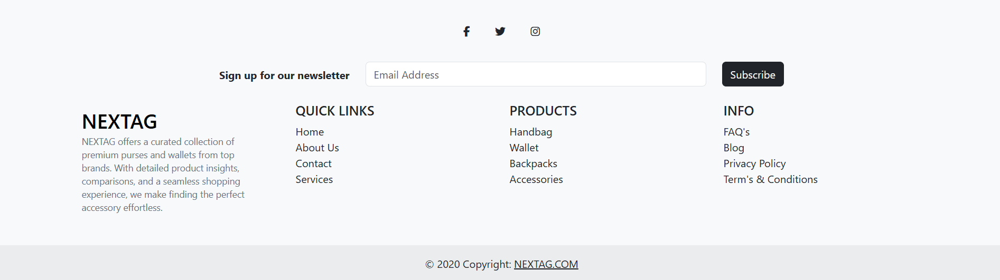 Sign up for our newsletter
Email Address
Subscribe
NEXTAG
NEXTAG offers a curated collection of
premium purses and wallets from top
brands. With detailed product insights,
comparisons, and a seamless shopping
experience, we make finding the perfect
accessory effortless.
QUICK LINKS
Home
About Us
Contact
Services
PRODUCTS
Handbag
Wallet
Backpacks
Accessories
INFO
FAQ's
Blog
Privacy Policy
Term's & Conditions
© 2020 Copyright: NEXTAG.COM